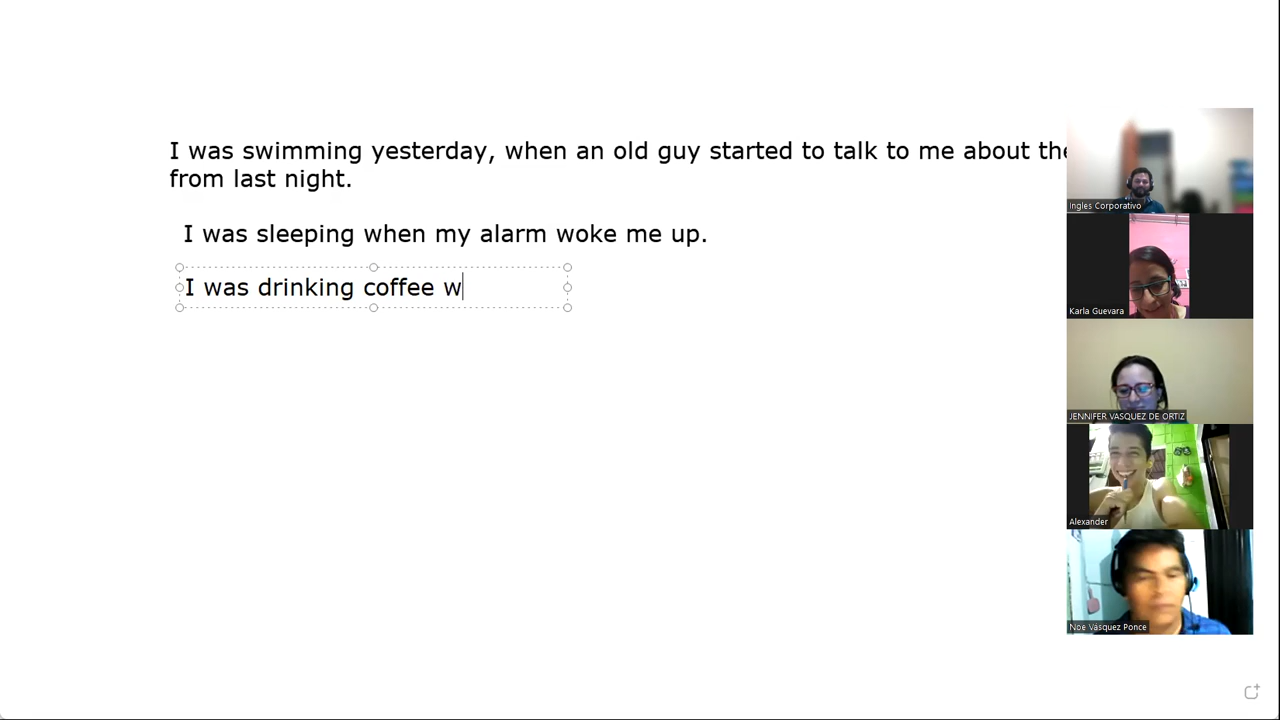 I was swimming yesterday, when an old guy started to talk to me about the
from last night.
I was sleeping when my alarm woke me up.
I was drinking coffee w
Ingles Corporativo
Karla Guevara
JENNIFER VASQUEZ DE ORTIZ
Alexander
Noe Vásquez Ponce